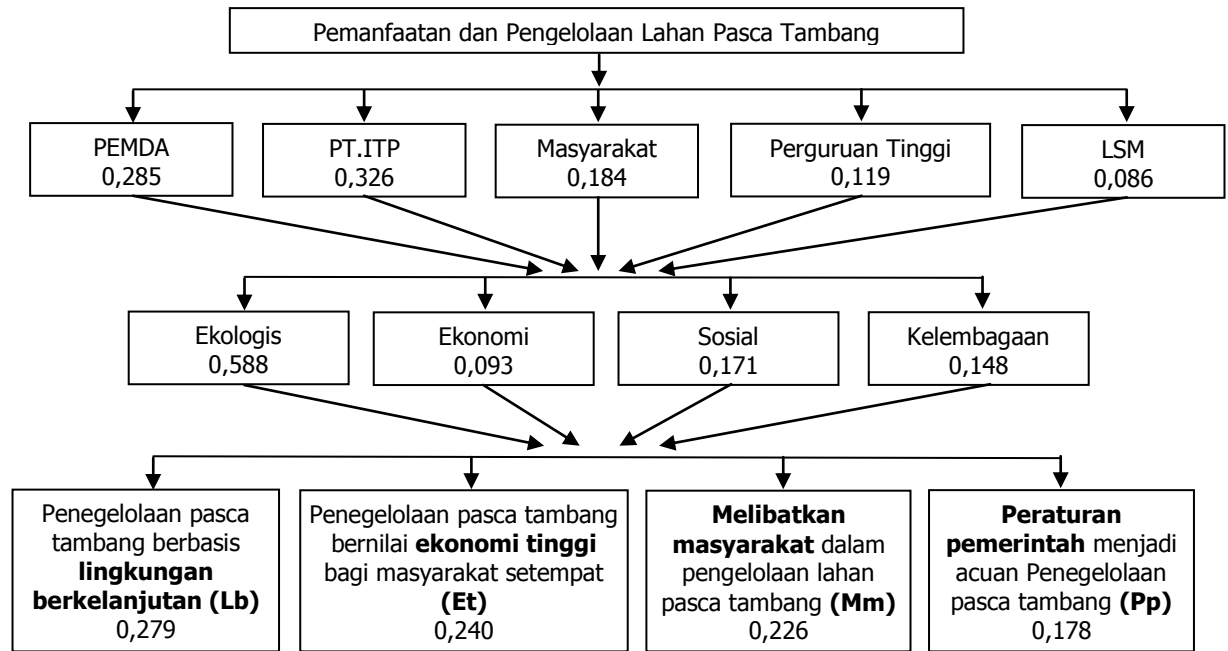 Pemanfaatan dan Pengelolaan Lahan Pasca Tambang
PEMDA
0,285
PT.ITP
0,326
Masyarakat
0,184
Perguruan Tinggi
0,119
LSM
0,086
Ekologis
0,588
Ekonomi
0,093
Sosial
0,171
Kelembagaan
0,148
Penegelolaan pasca
tambang berbasis
lingkungan
berkelanjutan (Lb)
0,279
Penegelolaan pasca tambang
bernilai ekonomi tinggi
bagi masyarakat setempat
(Et)
0,240
Melibatkan
masyarakat dalam
pengelolaan lahan
pasca tambang (Mm)
0,226
Peraturan
pemerintah menjadi
acuan Penegelolaan
pasca tambang (Pp)
0,178